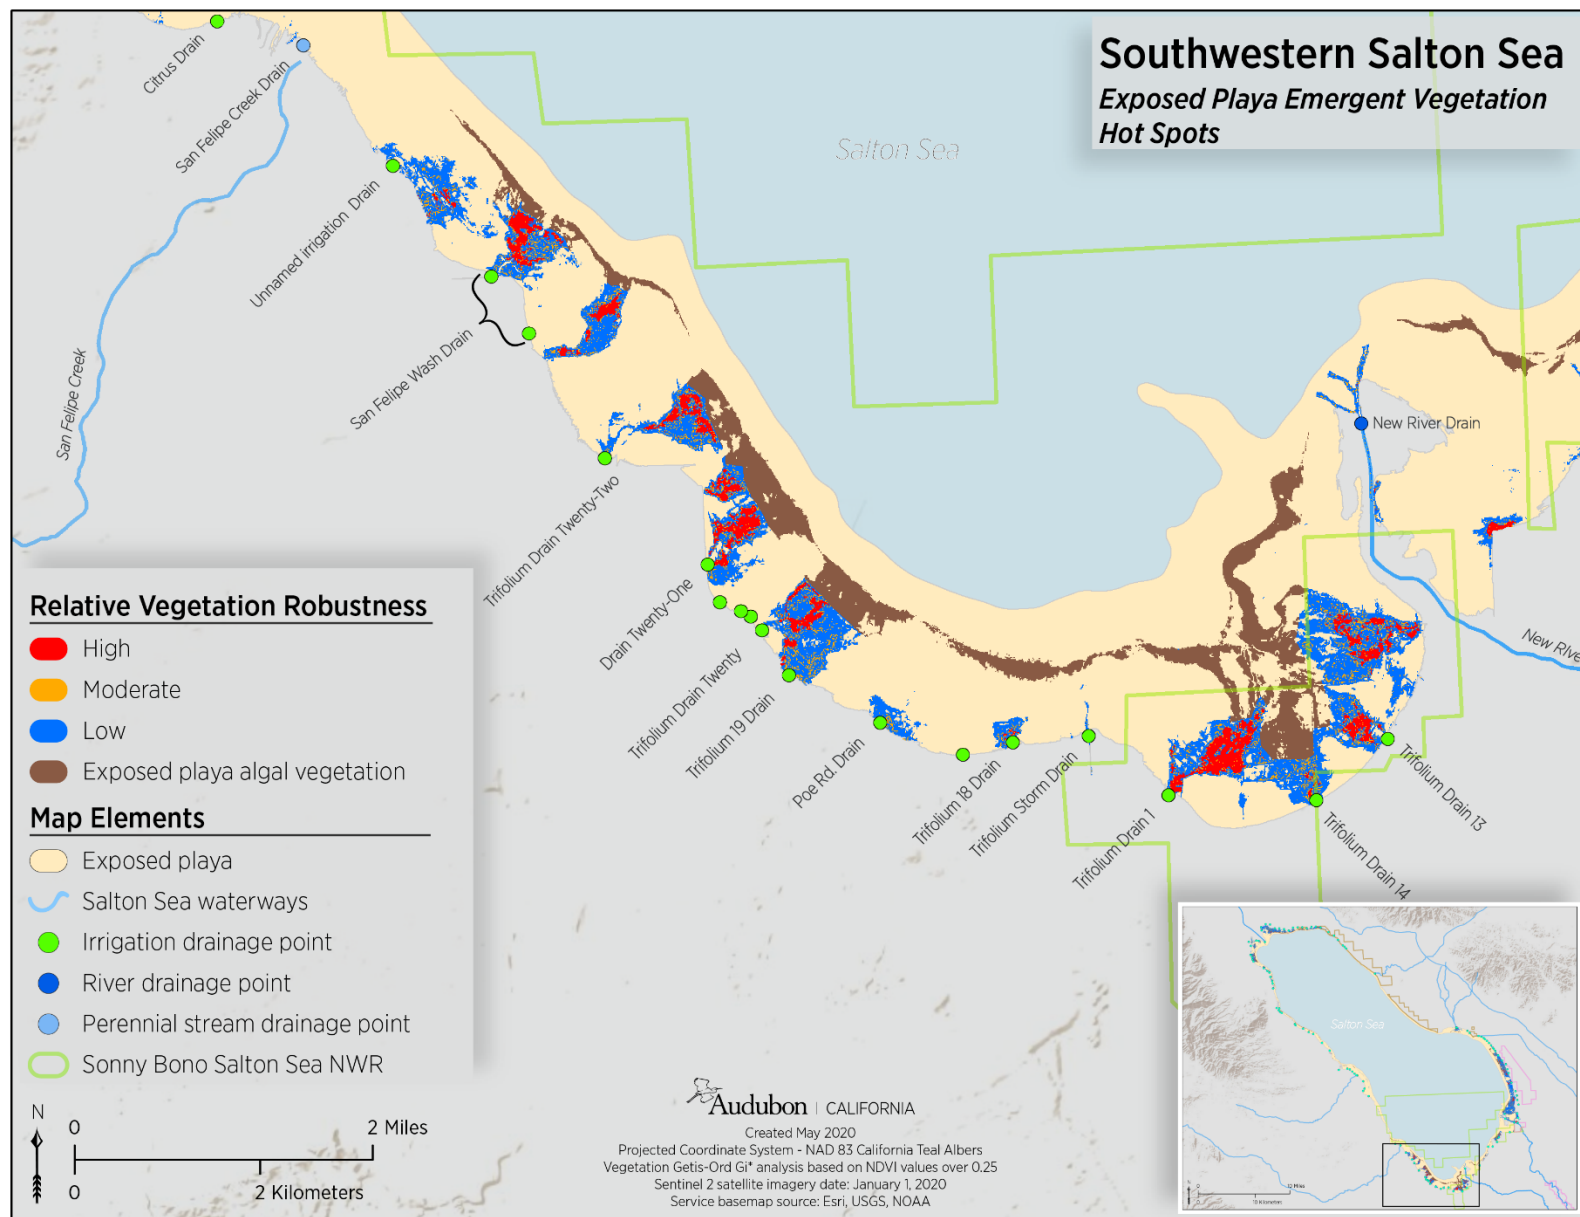 Southwestern Salton Sea
Exposed Playa Emergent Vegetation
Hot Spots
Salton Sea
Citrus Drain
San Felipe Creek Drain
Unnamed irrigation Drain
San Felipe Creek
San Felipe Wash Drain
Trifolium Drain Twenty-Two
Drain Twenty-One
Trifolium Drain Twenty
Trifolium 19 Drain
Poe Rd. Drain
Trifolium 18 Drain
Trifolium Storm Drain
Trifolium Drain 1
Trifolium Drain 14
Trifolium Drain 13
New River Drain
New River
Relative Vegetation Robustness
High
Moderate
Low
Exposed playa algal vegetation
Map Elements
Exposed playa
Salton Sea waterways
Irrigation drainage point
River drainage point
Perennial stream drainage point
Sonny Bono Salton Sea NWR
N
0 2 Miles
0 2 Kilometers
Audubon | CALIFORNIA
Created May 2020
Projected Coordinate System - NAD 83 California Teal Albers
Vegetation Getis-Ord Gi* analysis based on NDVI values over 0.25
Sentinel 2 satellite imagery date: January 1, 2020
Service basemap source: Esri, USGS, NOAA
Salton Sea
0 10 Miles
0 10 Kilometers